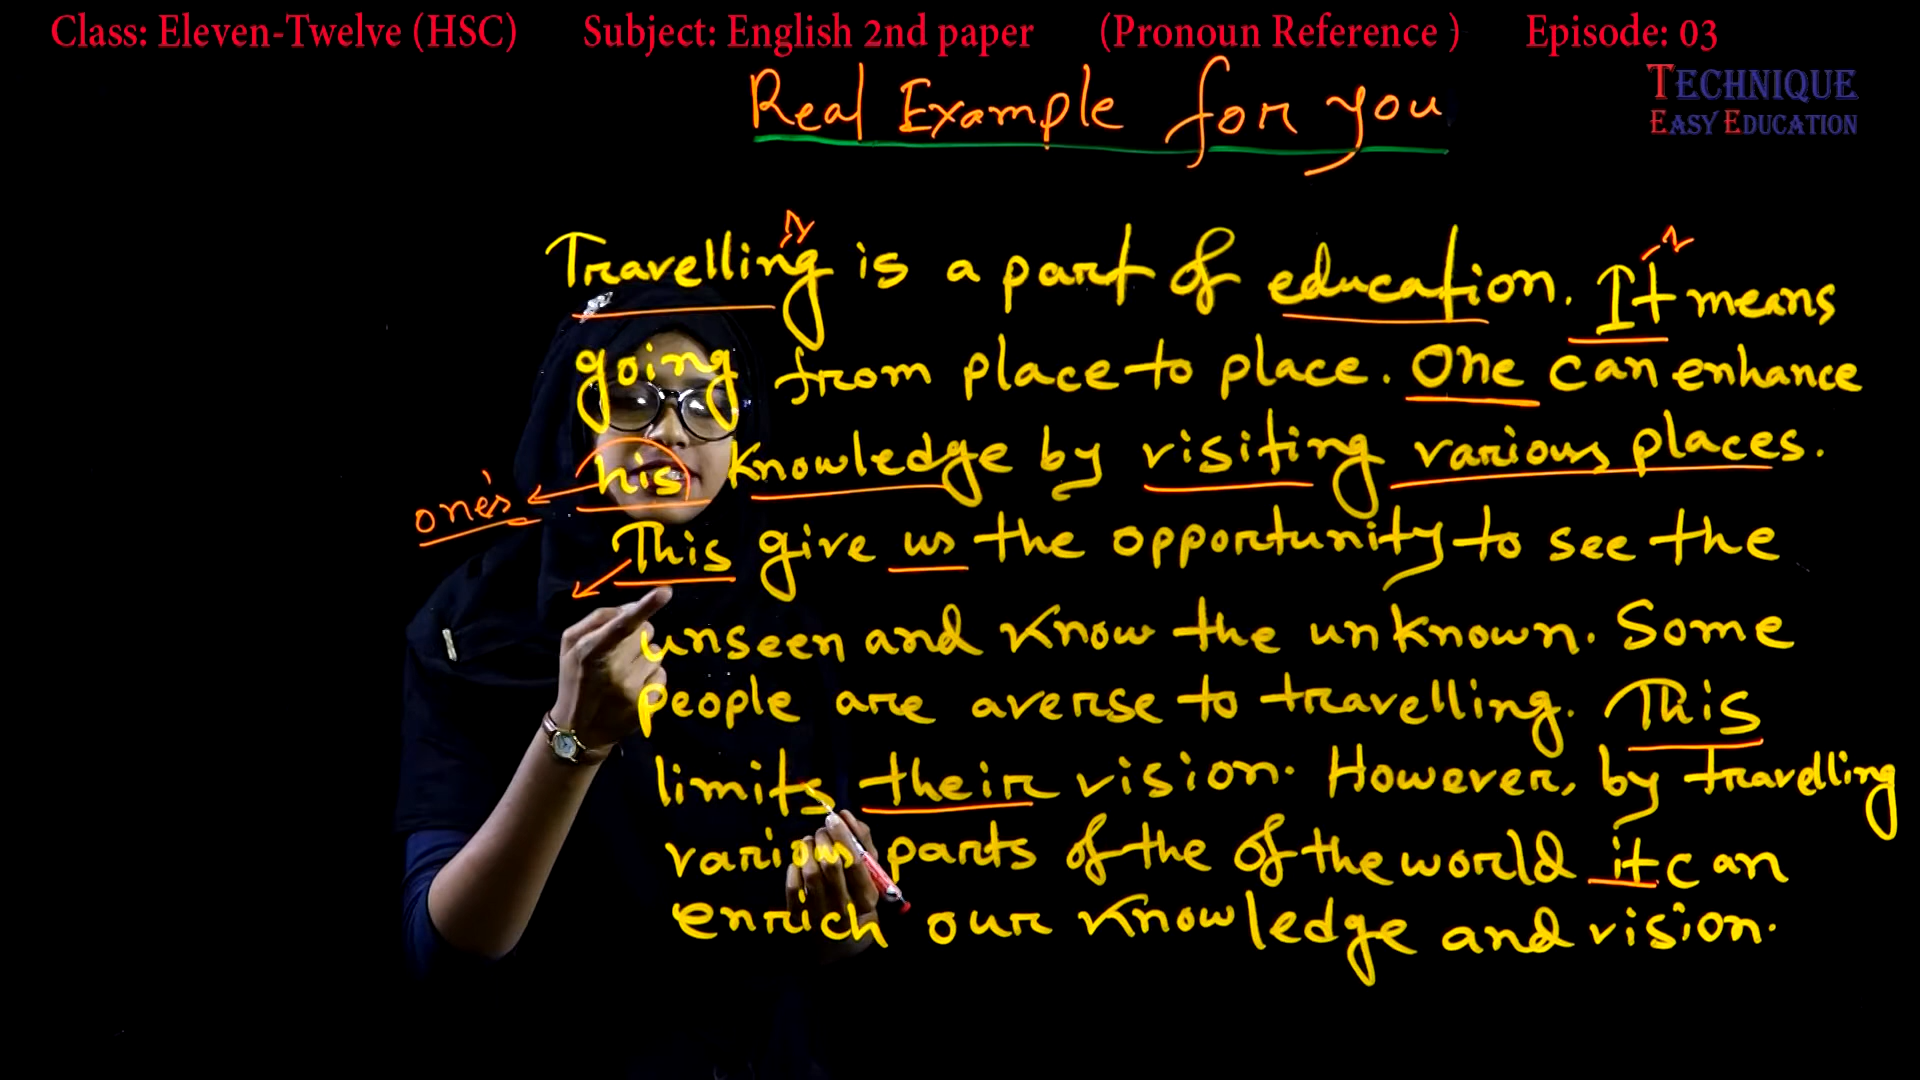 Class: Eleven-Twelve (HSC) Subject: English 2nd paper (Pronoun Reference ) Episode: 03
TECHNIQUE
EASY EDUCATION
Real Example for you
Travelling is a part of education. It means
going from place to place. One can enhance
his knowledge by visiting various places.
one's
This give us the opportunity to see the
unseen and know the unknown. Some
people are averse to travelling. This
limits their vision. However, by travelling
various parts of the of the world it can
enrich our knowledge and vision.